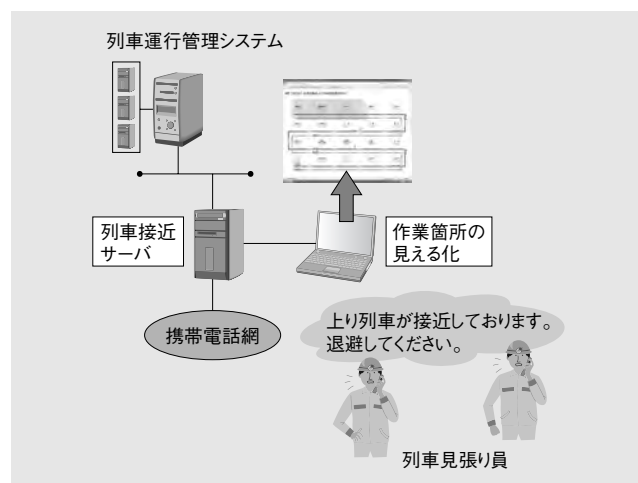 列車運行管理システム
列車接近
サーバ
作業箇所の
見える化
携帯電話網
上り列車が接近しております。
退避してください。
列車見張り員